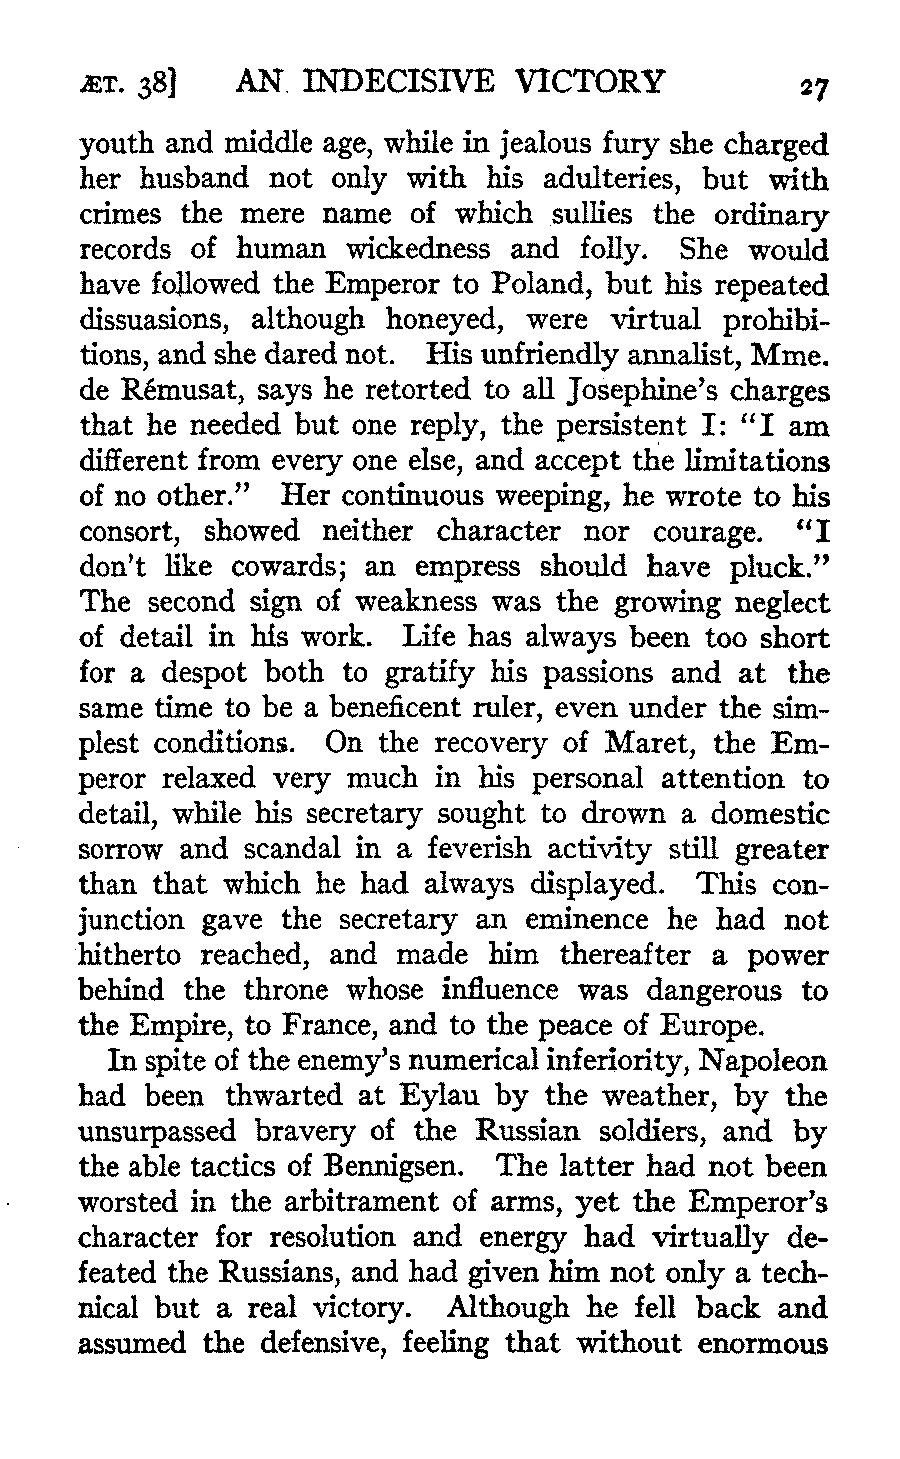 ÆT. 38] AN INDECISIVE VICTORY 27
youth and middle age, while in jealous fury she charged
her husband not only with his adulteries, but with
crimes the mere name of which sullies the ordinary
records of human wickedness and folly. She would
have followed the Emperor to Poland, but his repeated
dissuasions, although honeyed, were virtual prohibi-
tions, and she dared not. His unfriendly annalist, Mme.
de Rémusat, says he retorted to all Josephine's charges
that he needed but one reply, the persistent I: "I am
different from every one else, and accept the limitations
of no other." Her continuous weeping, he wrote to his
consort, showed neither character nor courage. "I
don't like cowards; an empress should have pluck."
The second sign of weakness was the growing neglect
of detail in his work. Life has always been too short
for a despot both to gratify his passions and at the
same time to be a beneficent ruler, even under the sim-
plest conditions. On the recovery of Maret, the Em-
peror relaxed very much in his personal attention to
detail, while his secretary sought to drown a domestic
sorrow and scandal in a feverish activity still greater
than that which he had always displayed. This con-
junction gave the secretary an eminence he had not
hitherto reached, and made him thereafter a power
behind the throne whose influence was dangerous to
the Empire, to France, and to the peace of Europe.
In spite of the enemy's numerical inferiority, Napoleon
had been thwarted at Eylau by the weather, by the
unsurpassed bravery of the Russian soldiers, and by
the able tactics of Bennigsen. The latter had not been
worsted in the arbitrament of arms, yet the Emperor's
character for resolution and energy had virtually de-
feated the Russians, and had given him not only a tech-
nical but a real victory. Although he fell back and
assumed the defensive, feeling that without enormous